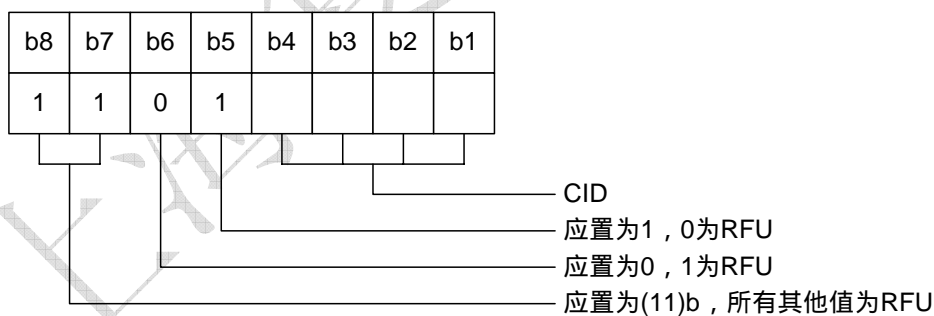 b8 b7 b6 b5 b4 b3 b2 b1
1 1 0 1
CID
应置为1，0为RFU
应置为0，1为RFU
应置为(11)b，所有其他值为RFU